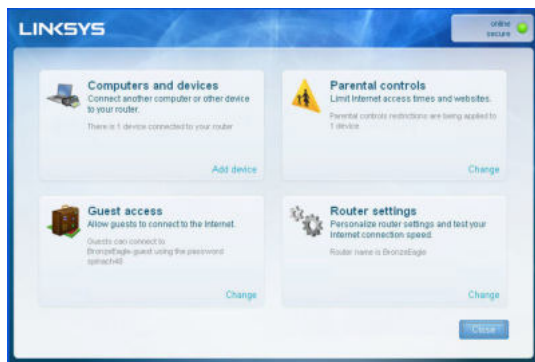 LINKSYS
online
secure
Computers and devices
Connect another computer or other device
to your router.
There is 1 device connected to your router
Add device
Parental controls
Limit Internet access times and websites.
Parental controls restrictions are being applied to
1 device
Change
Guest access
Allow guests to connect to the Internet.
Guests can connect to
BronzeEagle-guest using the password
spinach48
Change
Router settings
Personalize router settings and test your
Internet connection speed.
Router name is BronzeEagle
Change
Close